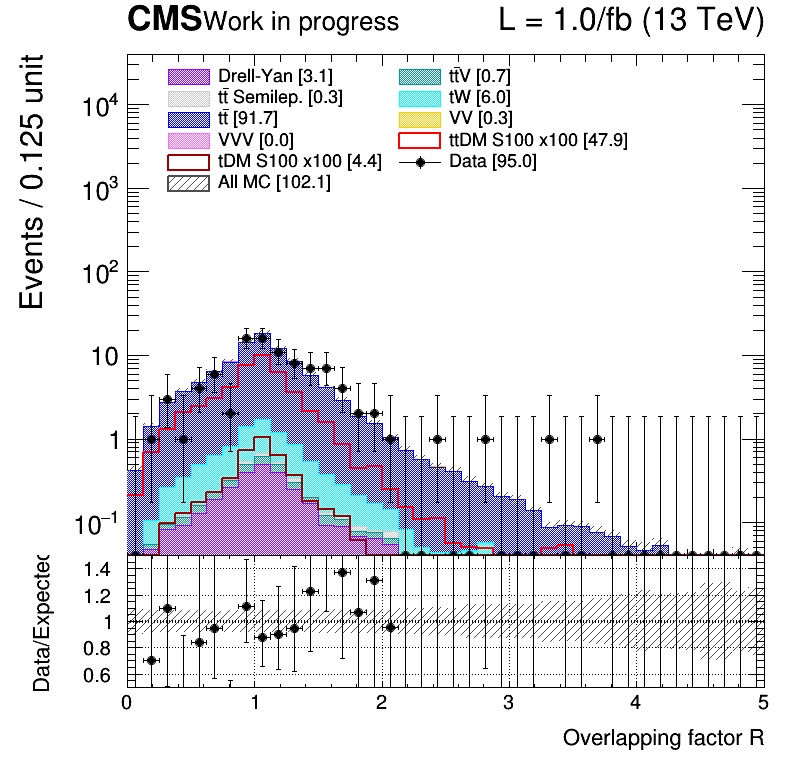 CMS Work in progress L = 1.0/fb (13 TeV)
Drell-Yan [3.1] tt̄V [0.7]
tt̄ Semilep. [0.3] tW [6.0]
tt̄ [91.7] VV [0.3]
VVV [0.0] ttDM S100 x100 [47.9]
tDM S100 x100 [4.4] Data [95.0]
All MC [102.1]
Events / 0.125 unit
10⁴
10³
10²
10
1
10⁻¹
Data/Expected
1.4
1.2
1
0.8
0.6
0 1 2 3 4 5
Overlapping factor R